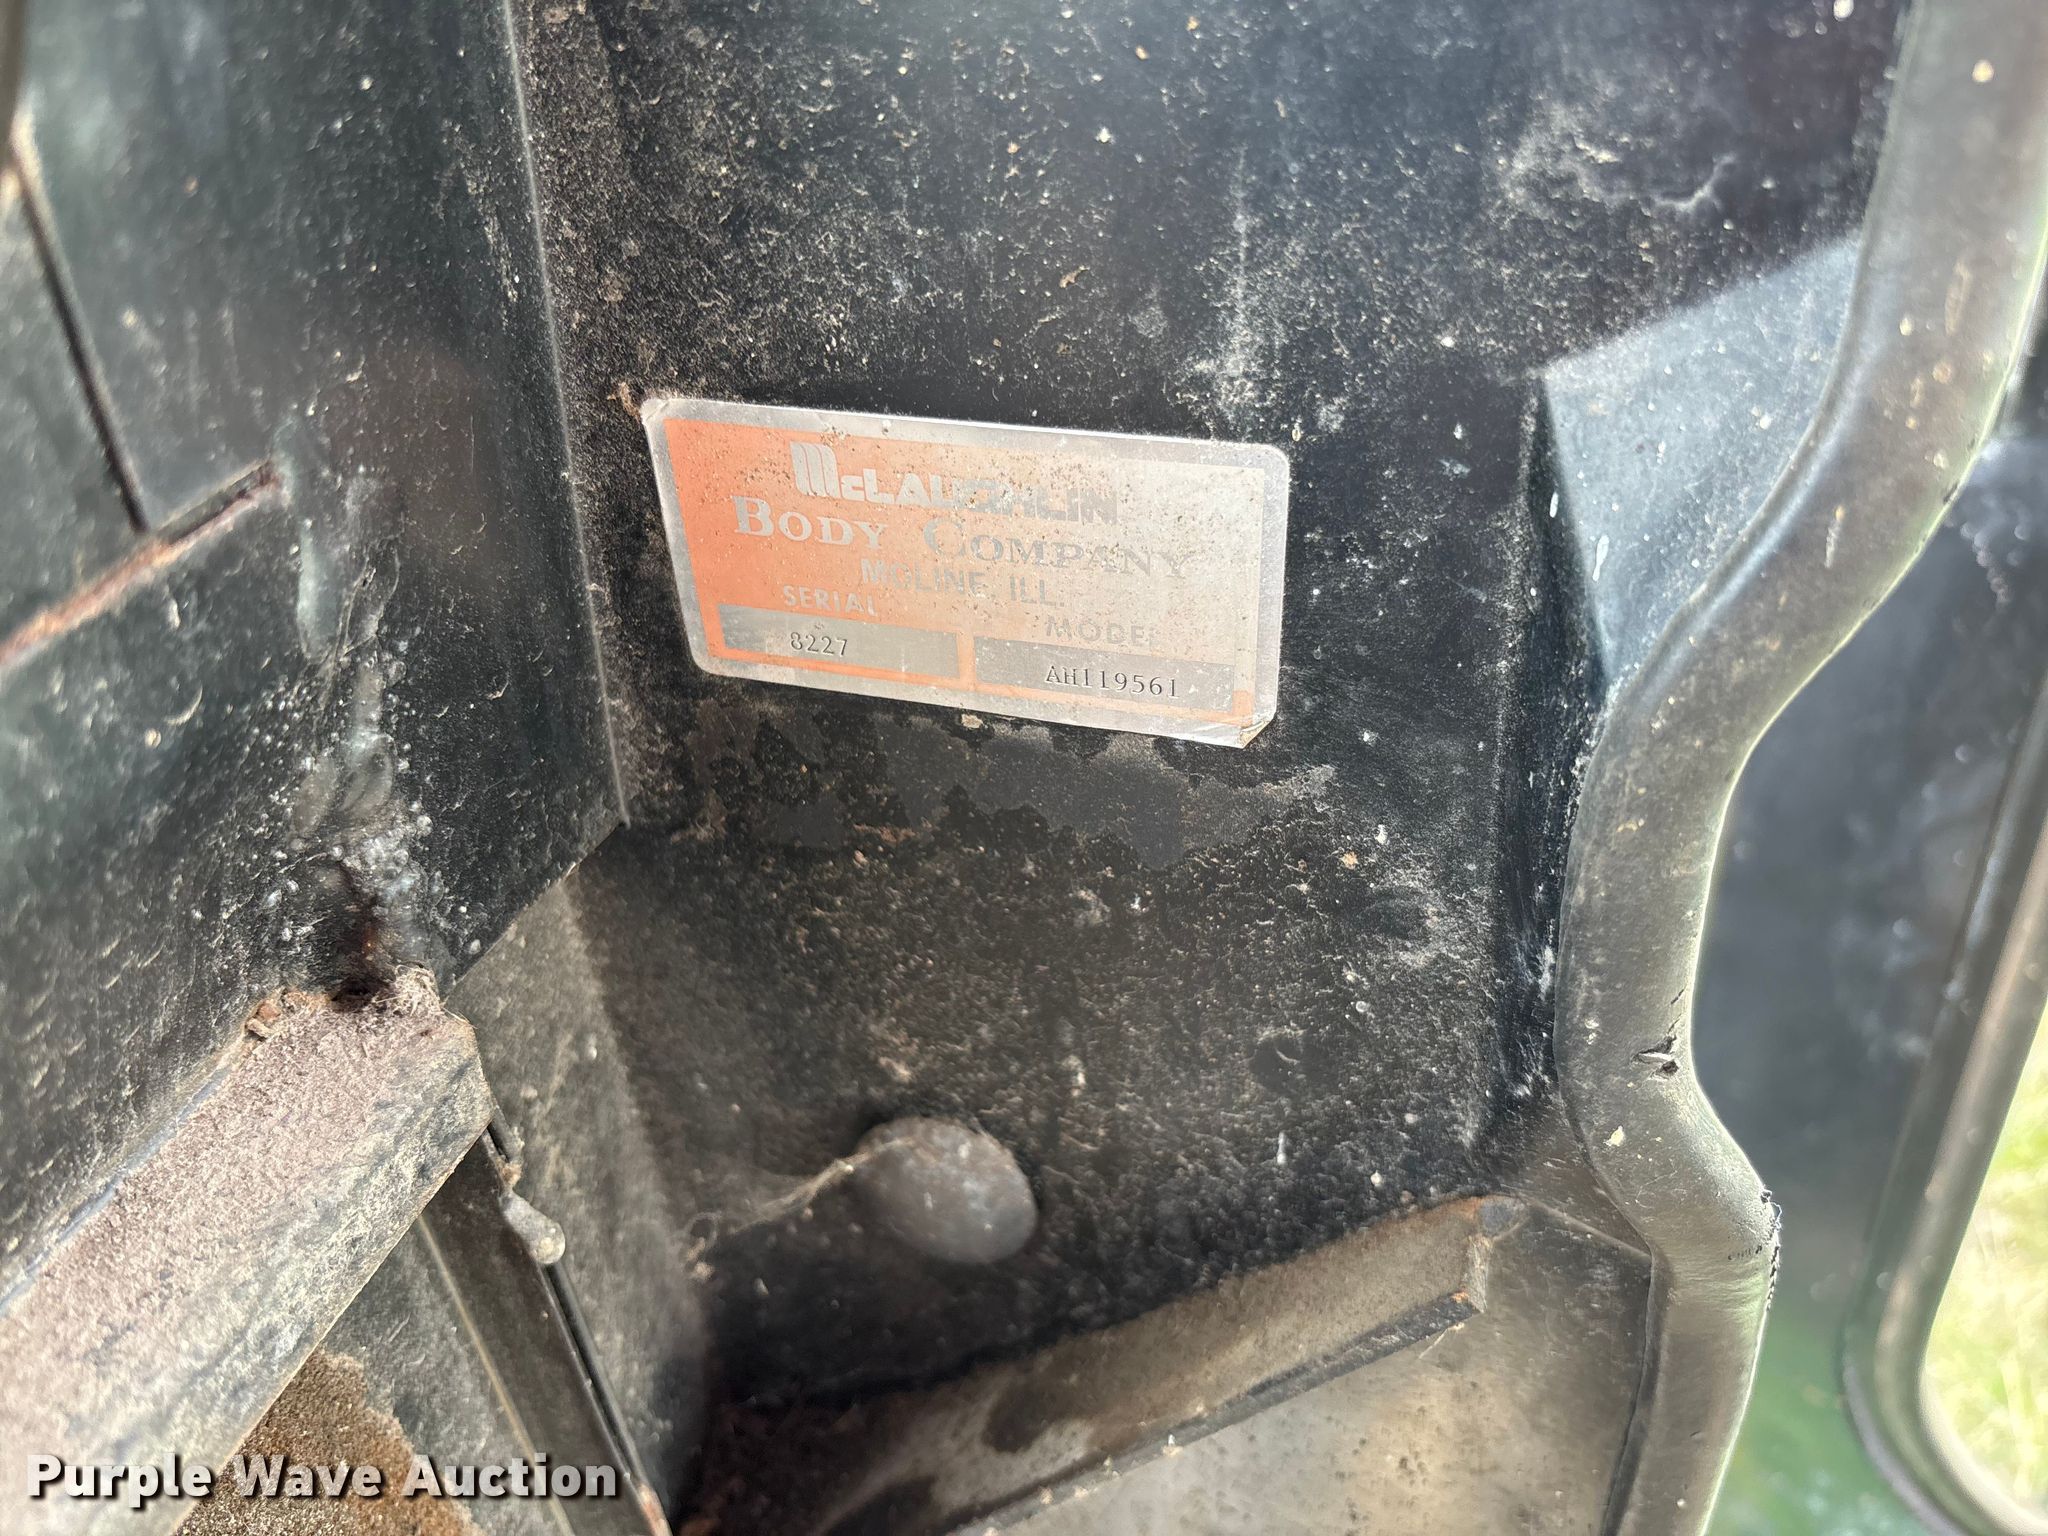 McLAUGHLIN
BODY COMPANY
MOLINE, ILL.
SERIAL MODEL
8227 AH119561
Purple Wave Auction